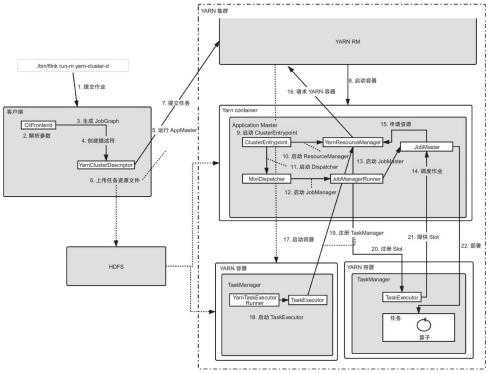 YARN 集群
YARN RM
./bin/flink run-m yarn-cluster-d
1. 提交作业
7. 提交任务
8. 启动容器
16. 请求 YARN 容器
客户端
CliFrontend
3. 生成 JobGraph
2. 解析参数
4. 创建描述符
YarnClusterDescriptor
5. 运行 AppMaster
6. 上传任务资源文件
HDFS
Yarn container
Application Master
9. 启动 ClusterEntrypoint
ClusterEntrypoint
YarnResourceManager
15. 申请资源
JobMaster
10. 启动 ResourceManager
11. 启动 Dispatcher
13. 启动 JobMaster
14. 调度作业
MiniDispatcher
JobManagerRunner
12. 启动 JobManager
17. 启动容器
19. 注册 TaskManager
20. 注册 Slot
21. 提供 Slot
22. 部署
YARN 容器
TaskManager
YarnTaskExecutor
Runner
TaskExecutor
18. 启动 TaskExecutor
YARN 容器
TaskManager
TaskExecutor
任务
算子